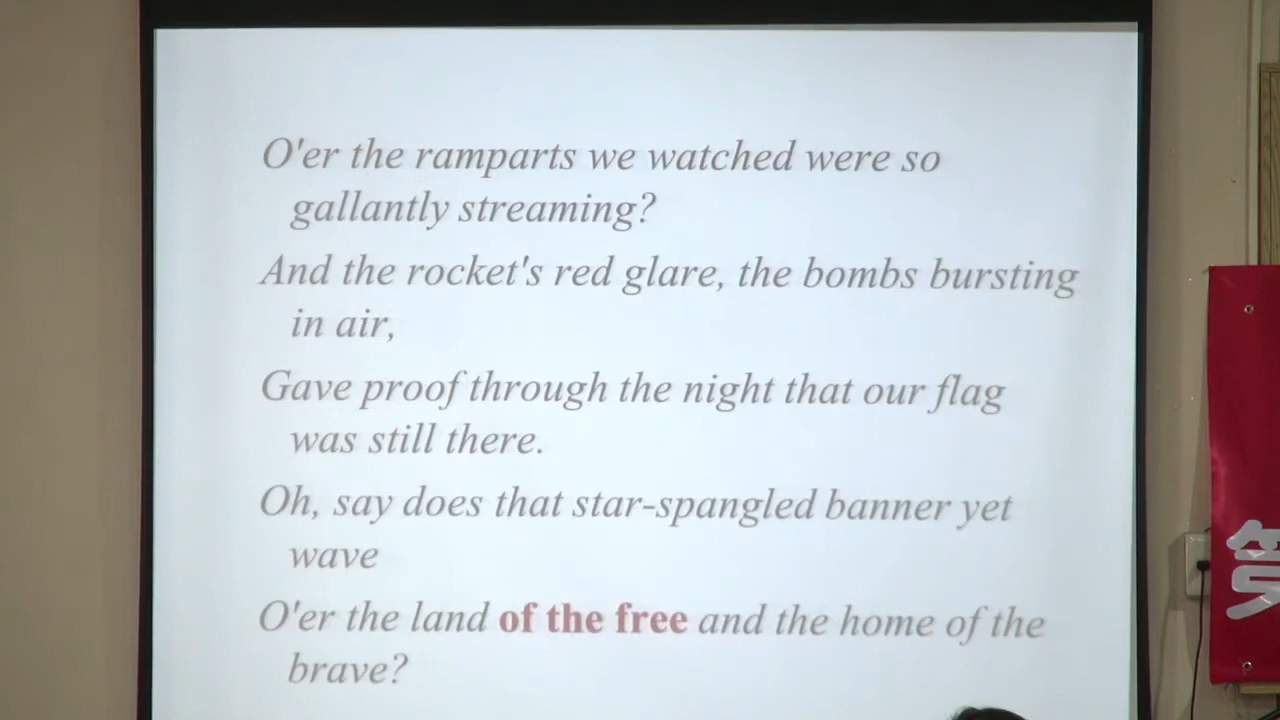 O'er the ramparts we watched were so
gallantly streaming?
And the rocket's red glare, the bombs bursting
in air,
Gave proof through the night that our flag
was still there.
Oh, say does that star-spangled banner yet
wave
O'er the land of the free and the home of the
brave?